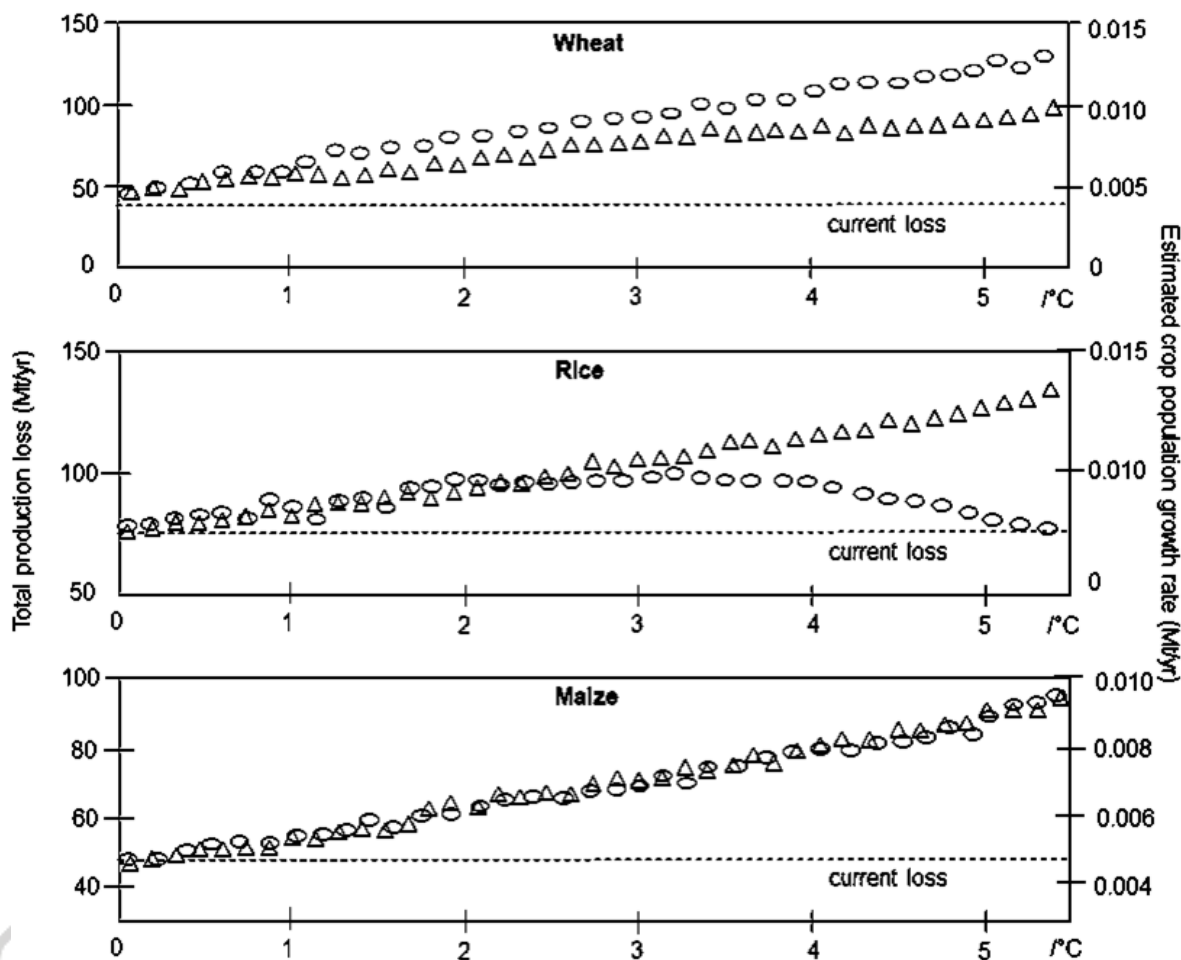 Total production loss (Mt/yr)
Estimated crop population growth rate (Mt/yr)
Wheat
150
100
50
0
0.015
0.010
0.005
0
current loss
0 1 2 3 4 5 /°C
Rice
150
100
50
0.015
0.010
0
current loss
0 1 2 3 4 5 /°C
Maize
100
80
60
40
0.010
0.008
0.006
0.004
current loss
0 1 2 3 4 5 /°C